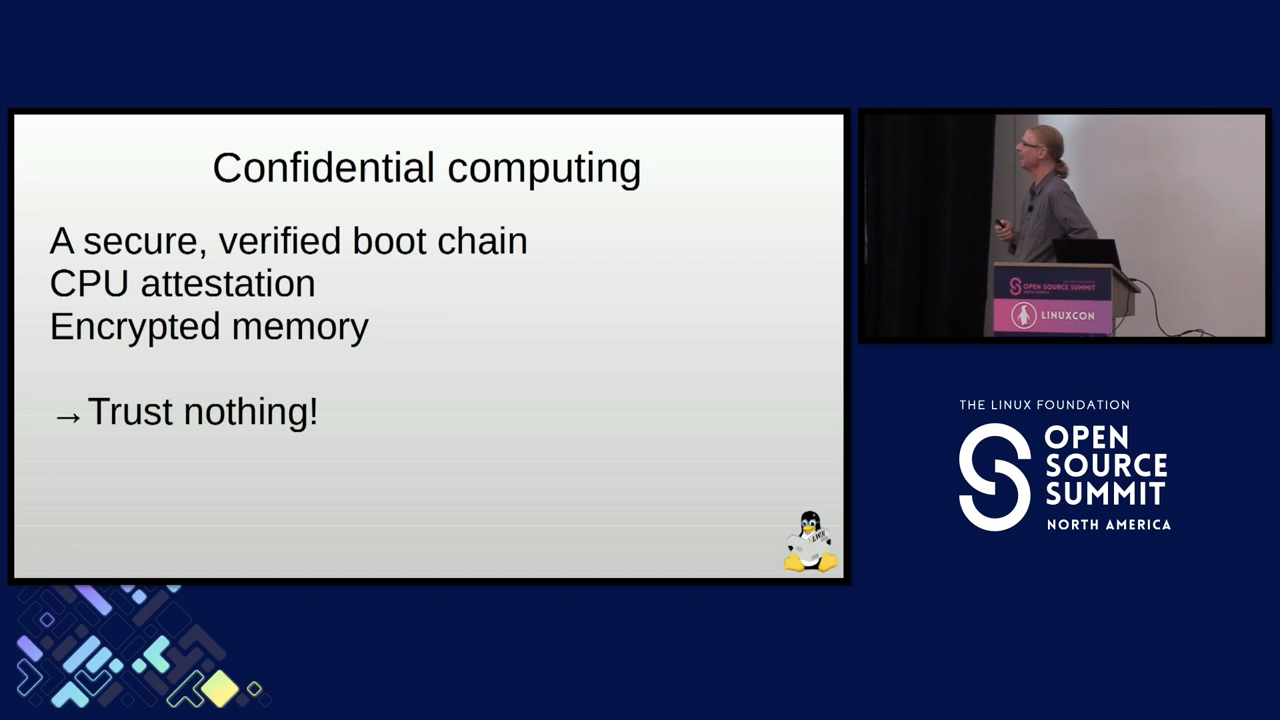 Confidential computing
A secure, verified boot chain
CPU attestation
Encrypted memory
→Trust nothing!
LWN
OPEN SOURCE SUMMIT
LINUXCON
THE LINUX FOUNDATION
OPEN
SOURCE
SUMMIT
NORTH AMERICA